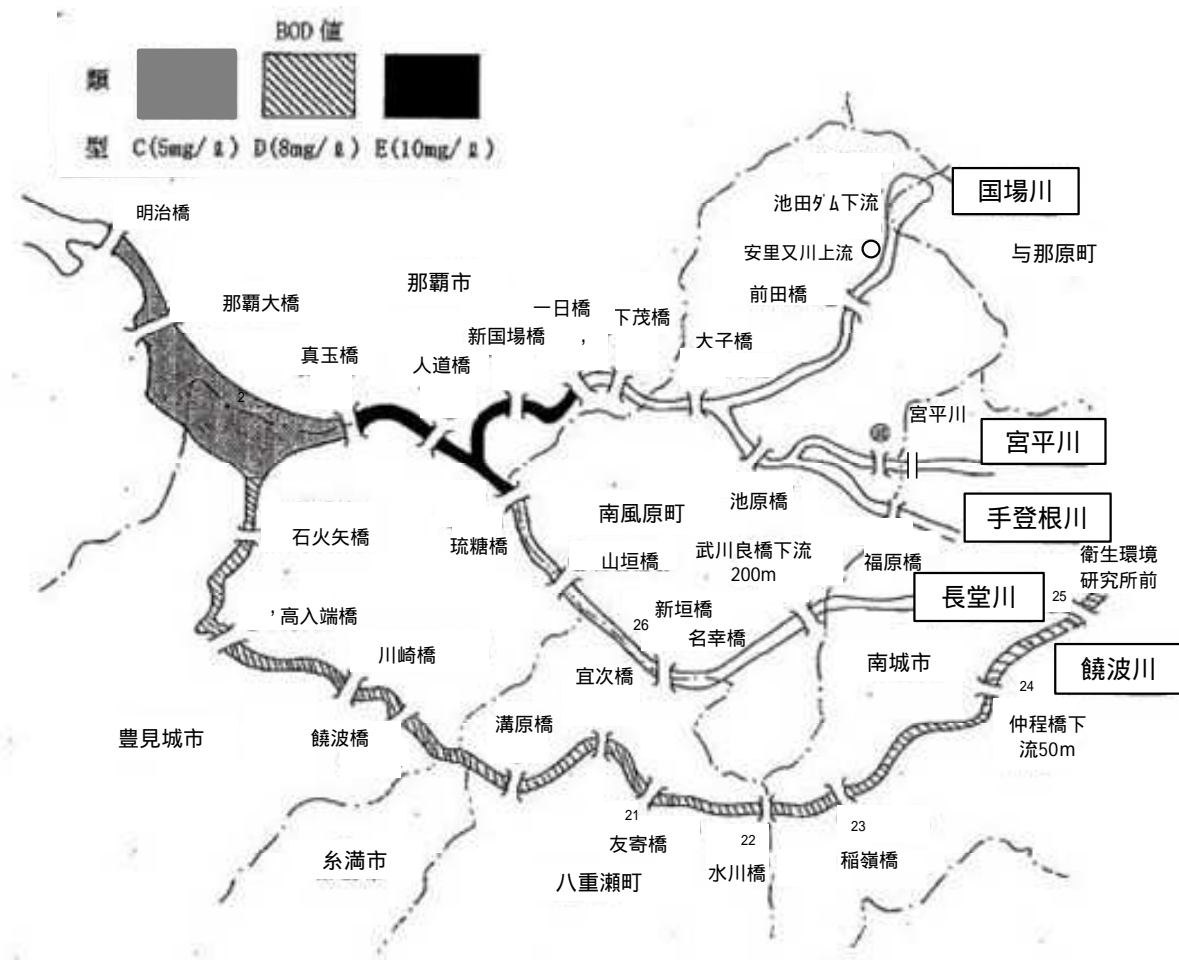 BOD 値
類
型 C(5mg/ℓ) D(8mg/ℓ) E(10mg/ℓ)
国場川
池田ダム下流
明治橋
安里又川上流
与那原町
那覇市
前田橋
那覇大橋
一日橋
下茂橋
新国場橋
大子橋
真玉橋
人道橋
2
宮平川
宮平川
池原橋
手登根川
南風原町
石火矢橋
琉糖橋
山垣橋
武川良橋下流
200m
福原橋
衛生環境
研究所前
長堂川
25
高入端橋
新垣橋
26
名幸橋
川崎橋
南城市
饒波川
宜次橋
24
溝原橋
仲程橋下
流50m
豊見城市
饒波橋
21
友寄橋
22
水川橋
23
稲嶺橋
糸満市
八重瀬町